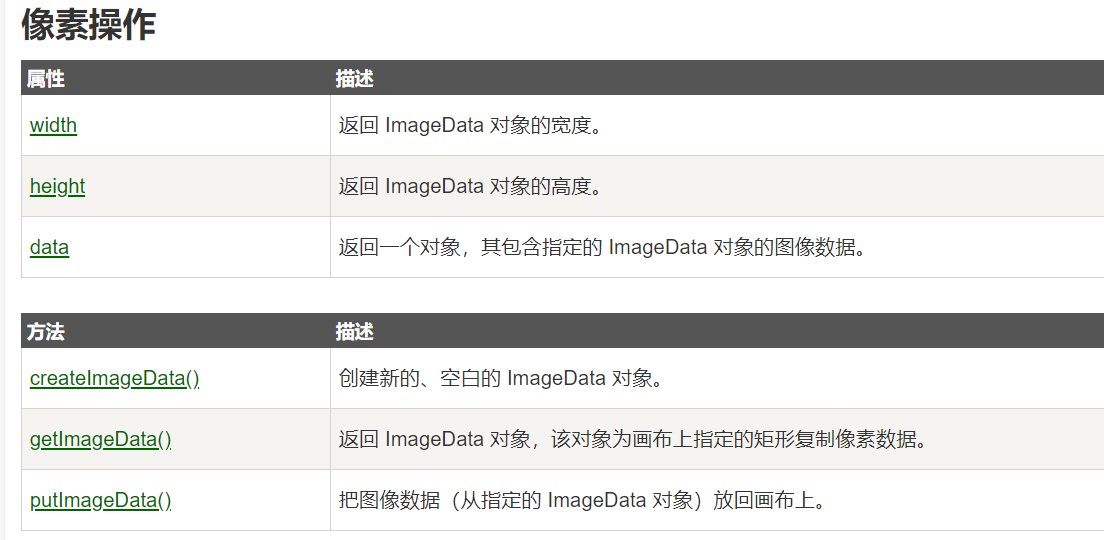 像素操作
属性 描述
width 返回 ImageData 对象的宽度。
height 返回 ImageData 对象的高度。
data 返回一个对象，其包含指定的 ImageData 对象的图像数据。
方法 描述
createImageData() 创建新的、空白的 ImageData 对象。
getImageData() 返回 ImageData 对象，该对象为画布上指定的矩形复制像素数据。
putImageData() 把图像数据（从指定的 ImageData 对象）放回画布上。